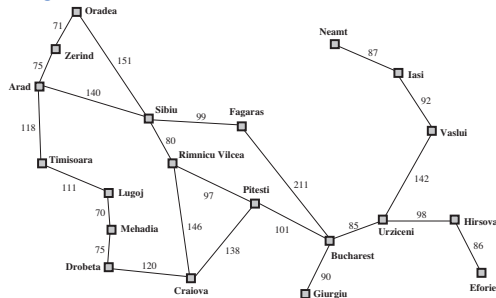 Oradea
71
Neamt
Zerind
87
151
75
Iasi
Arad
140
92
Sibiu
Fagaras
99
118
Vaslui
80
Timisoara
Rimnicu Vilcea
142
111
Pitesti
211
Lugoj
97
70
98
Hirsova
85
146
101
Urziceni
Mehadia
138
86
75
Bucharest
Drobeta
120
90
Craiova
Eforie
Giurgiu